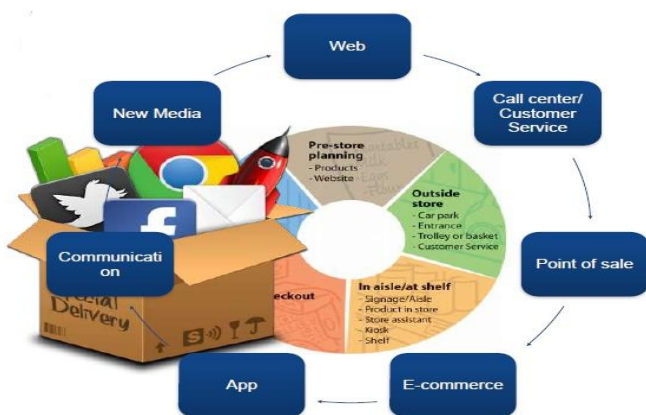 Web
New Media
Call center/
Customer
Service
Pre-store
planning
- Products
- Website
Outside
store
- Car park
- Entrance
- Trolley or basket
- Customer Service
Communicati
on
Point of sale
In aisle/at shelf
- Signage/Aisle
- Product in store
- Store assistant
- Kiosk
- Shelf
eckout
Delivery
App
E-commerce